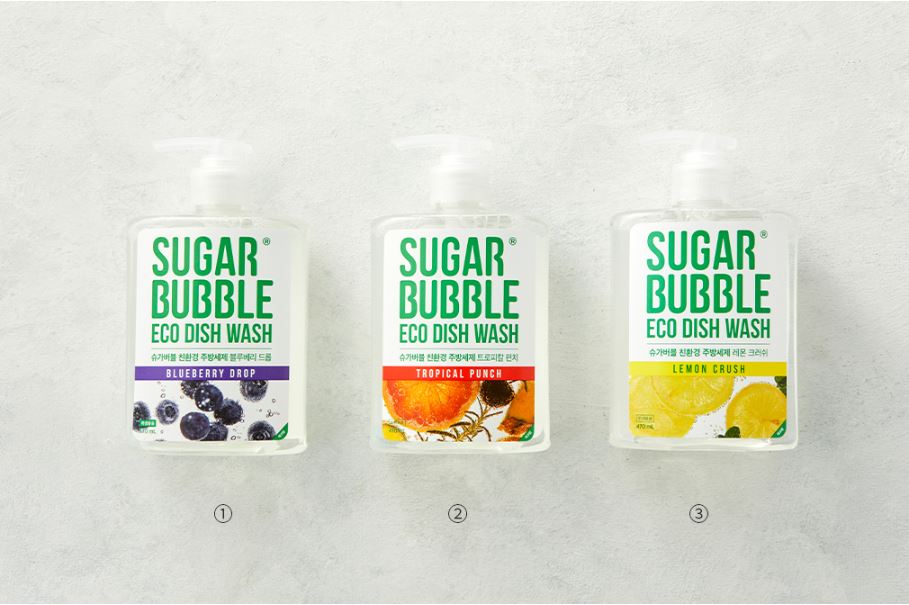 SUGAR®
BUBBLE
ECO DISH WASH
슈가버블 친환경 주방세제 블루베리 드롭
BLUEBERRY DROP
470 mL
①
SUGAR®
BUBBLE
ECO DISH WASH
슈가버블 친환경 주방세제 트로피칼 펀치
TROPICAL PUNCH
470 mL
②
SUGAR®
BUBBLE
ECO DISH WASH
슈가버블 친환경 주방세제 레몬 크러쉬
LEMON CRUSH
470 mL
③